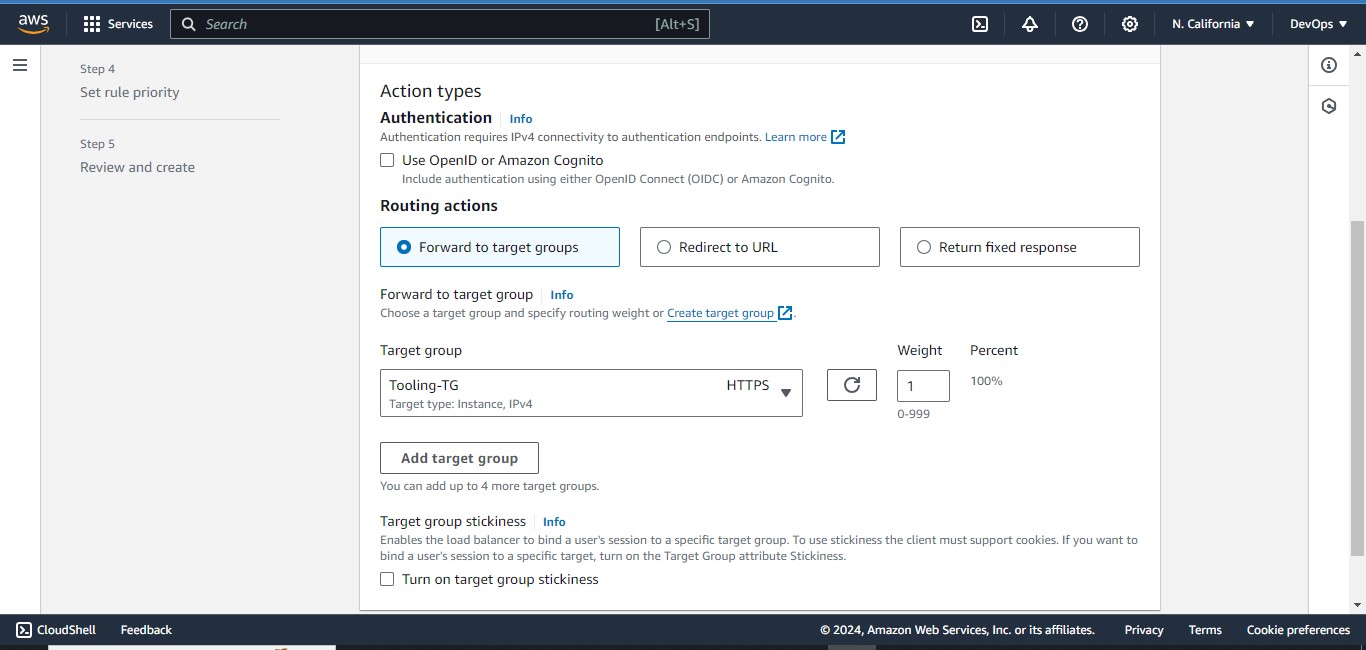 aws
Services
Search
[Alt+S]
N. California
DevOps
Step 4
Set rule priority
Step 5
Review and create
Action types
Authentication Info
Authentication requires IPv4 connectivity to authentication endpoints. Learn more
Use OpenID or Amazon Cognito
Include authentication using either OpenID Connect (OIDC) or Amazon Cognito.
Routing actions
Forward to target groups
Redirect to URL
Return fixed response
Forward to target group Info
Choose a target group and specify routing weight or Create target group.
Target group
Weight
Percent
Tooling-TG
HTTPS
Target type: Instance, IPv4
1
100%
0-999
Add target group
You can add up to 4 more target groups.
Target group stickiness Info
Enables the load balancer to bind a user's session to a specific target group. To use stickiness the client must support cookies. If you want to
bind a user's session to a specific target, turn on the Target Group attribute Stickiness.
Turn on target group stickiness
CloudShell
Feedback
© 2024, Amazon Web Services, Inc. or its affiliates.
Privacy
Terms
Cookie preferences